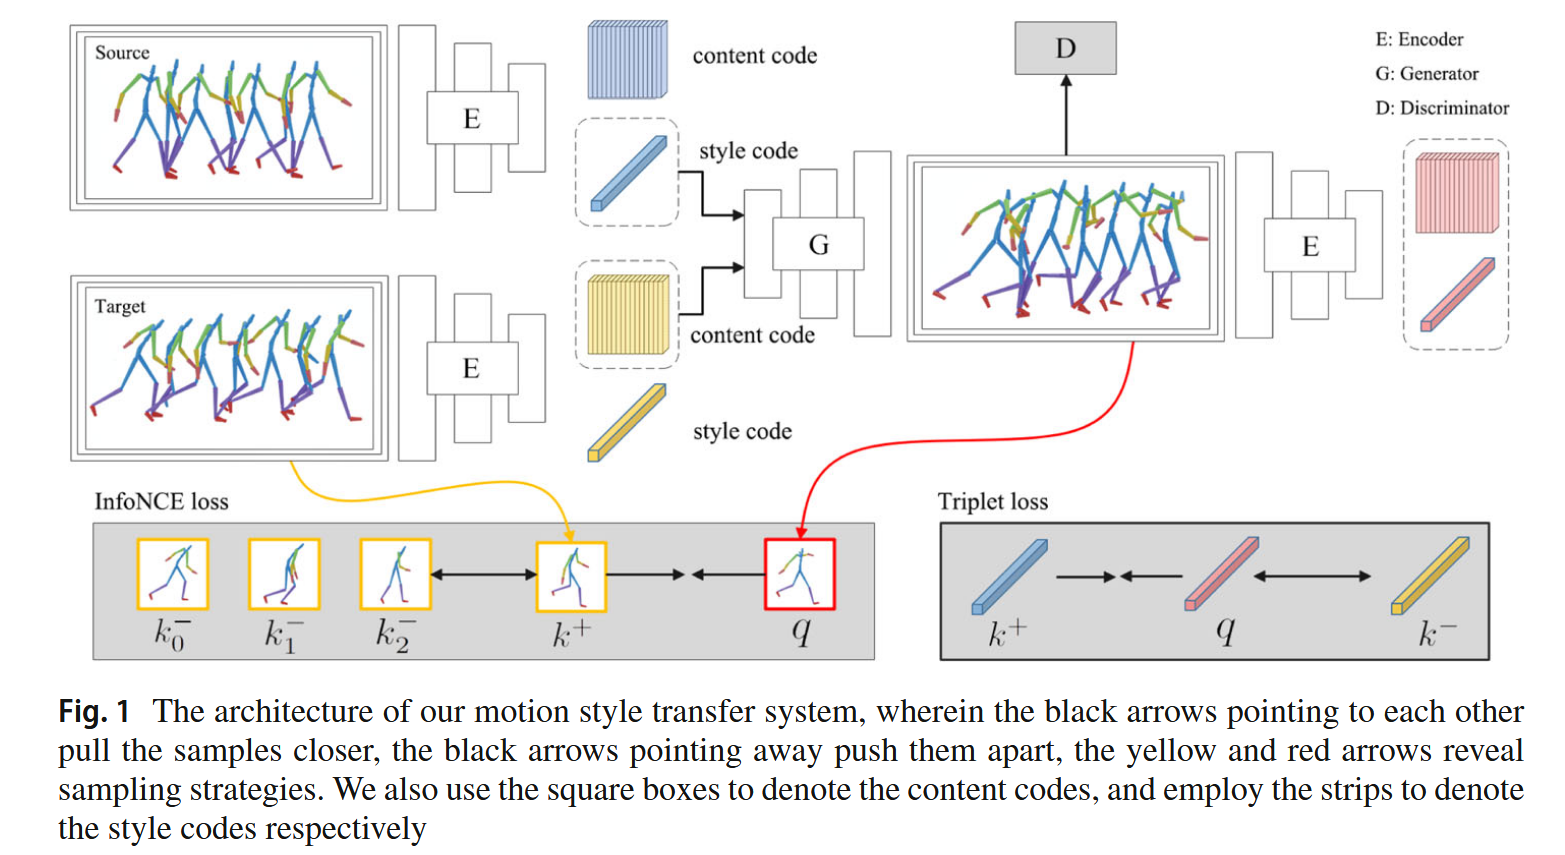 Source
E
content code
style code
G
D
E: Encoder
G: Generator
D: Discriminator
E
Target
E
content code
style code
InfoNCE loss
k₀⁻
k₁⁻
k₂⁻
k⁺
q
Triplet loss
k⁺
q
k⁻
Fig. 1 The architecture of our motion style transfer system, wherein the black arrows pointing to each other
pull the samples closer, the black arrows pointing away push them apart, the yellow and red arrows reveal
sampling strategies. We also use the square boxes to denote the content codes, and employ the strips to denote
the style codes respectively